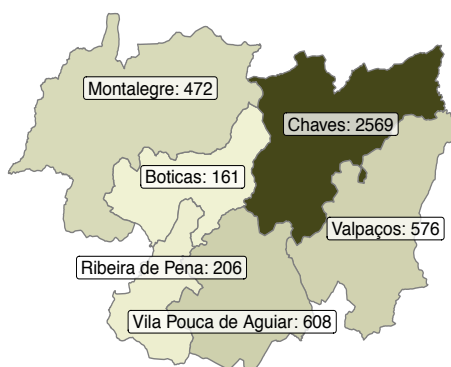 Montalegre: 472
Chaves: 2569
Boticas: 161
Valpaços: 576
Ribeira de Pena: 206
Vila Pouca de Aguiar: 608